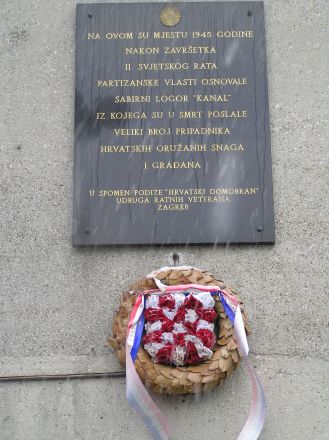 NA OVOM SU MJESTU 1945 GODINE
NAKON ZAVRŠETKA
II. SVJETSKOG RATA
PARTIZANSKE VLASTI OSNOVALE
SABIRNI LOGOR "KANAL"
IZ KOJEGA SU U SMRT POSLALE
VELIKI BROJ PRIPADNIKA
HRVATSKIH ORUŽANIH SNAGA
I GRAĐANA
U SPOMEN PODIŽE "HRVATSKI DOMOBRAN"
UDRUGA RATNIH VETERANA
ZAGREB